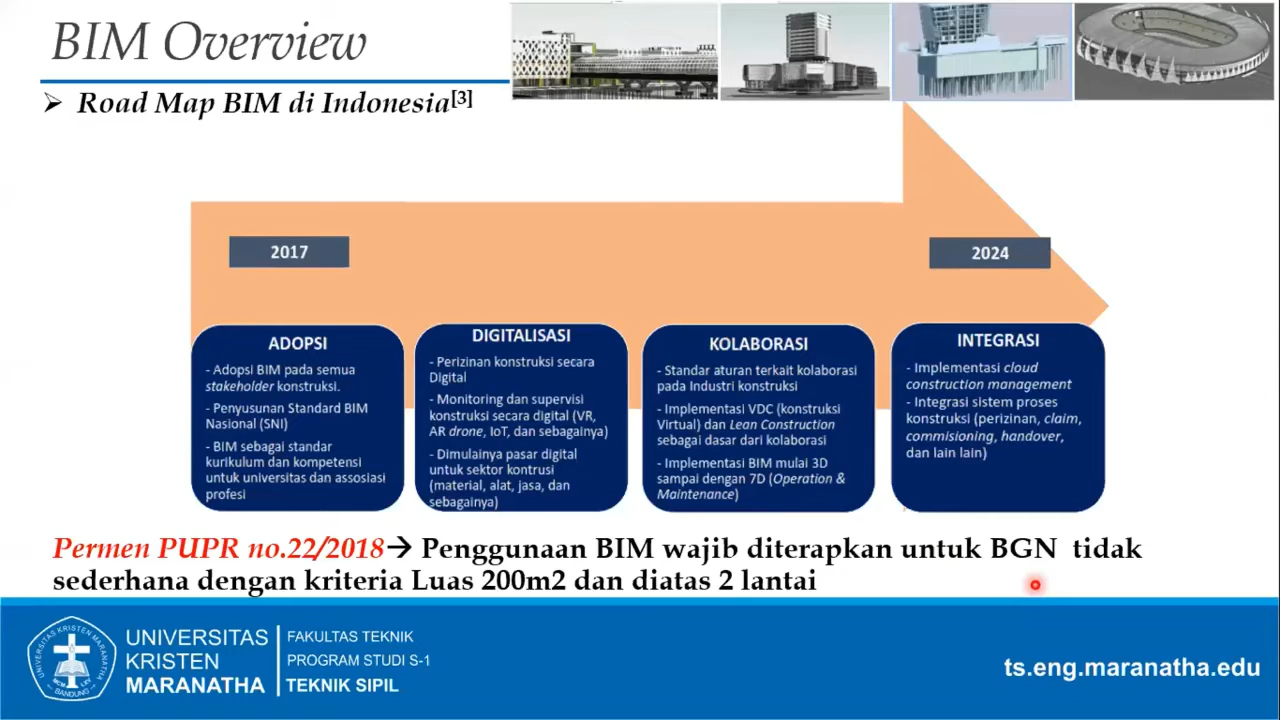 BIM Overview
➢ Road Map BIM di Indonesia[3]
2017
2024
ADOPSI
- Adopsi BIM pada semua
stakeholder konstruksi.
- Penyusunan Standard BIM
Nasional (SNI)
- BIM sebagai standar
kurikulum dan kompetensi
untuk universitas dan assosiasi
profesi
DIGITALISASI
- Perizinan konstruksi secara
Digital
- Monitoring dan supervisi
konstruksi secara digital (VR,
AR drone, IoT, dan sebagainya)
- Dimulainya pasar digital
untuk sektor kontrusi
(material, alat, jasa, dan
sebagainya)
KOLABORASI
- Standar aturan terkait kolaborasi
pada Industri konstruksi
- Implementasi VDC (konstruksi
Virtual) dan Lean Construction
sebagai dasar dari kolaborasi
- Implementasi BIM mulai 3D
sampai dengan 7D (Operation &
Maintenance)
INTEGRASI
- Implementasi cloud
construction management
- Integrasi sistem proses
konstruksi (perizinan, claim,
commisioning, handover,
dan lain lain)
Permen PUPR no.22/2018→ Penggunaan BIM wajib diterapkan untuk BGN tidak
sederhana dengan kriteria Luas 200m2 dan diatas 2 lantai
UNIVERSITAS KRISTEN MARANATHA
BANDUNG
UNIVERSITAS
KRISTEN
MARANATHA
FAKULTAS TEKNIK
PROGRAM STUDI S-1
TEKNIK SIPIL
ts.eng.maranatha.edu